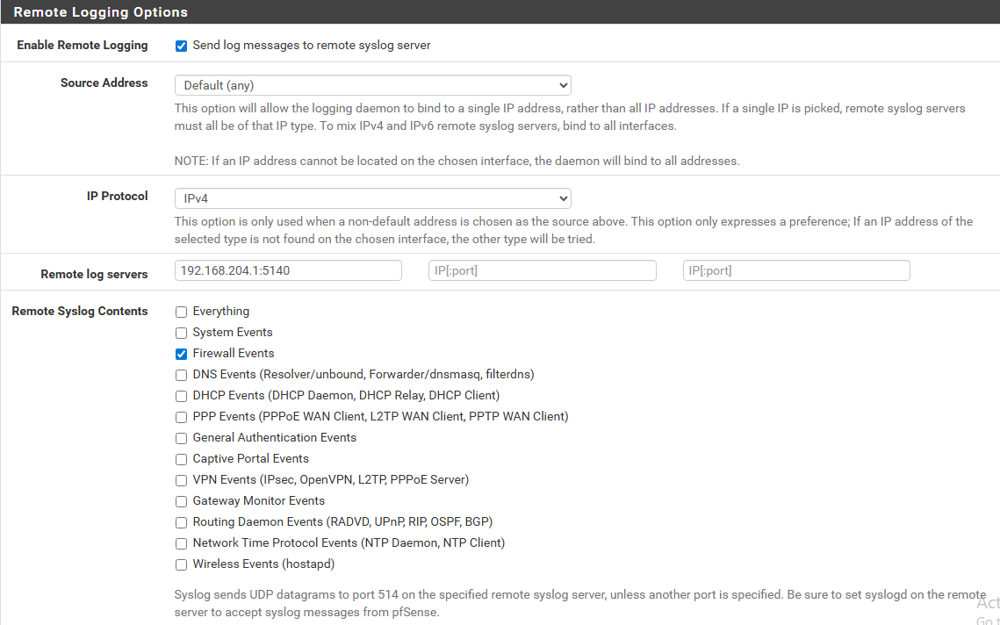 Remote Logging Options
Enable Remote Logging
Send log messages to remote syslog server
Source Address
Default (any)
This option will allow the logging daemon to bind to a single IP address, rather than all IP addresses. If a single IP is picked, remote syslog servers
must all be of that IP type. To mix IPv4 and IPv6 remote syslog servers, bind to all interfaces.
NOTE: If an IP address cannot be located on the chosen interface, the daemon will bind to all addresses.
IP Protocol
IPv4
This option is only used when a non-default address is chosen as the source above. This option only expresses a preference; If an IP address of the
selected type is not found on the chosen interface, the other type will be tried.
Remote log servers
192.168.204.1:5140
IP[:port]
IP[:port]
Remote Syslog Contents
Everything
System Events
Firewall Events
DNS Events (Resolver/unbound, Forwarder/dnsmasq, filterdns)
DHCP Events (DHCP Daemon, DHCP Relay, DHCP Client)
PPP Events (PPPoE WAN Client, L2TP WAN Client, PPTP WAN Client)
General Authentication Events
Captive Portal Events
VPN Events (IPsec, OpenVPN, L2TP, PPPoE Server)
Gateway Monitor Events
Routing Daemon Events (RADVD, UPnP, RIP, OSPF, BGP)
Network Time Protocol Events (NTP Daemon, NTP Client)
Wireless Events (hostapd)
Syslog sends UDP datagrams to port 514 on the specified remote syslog server, unless another port is specified. Be sure to set syslogd on the remote
server to accept syslog messages from pfSense.
Act
Go t